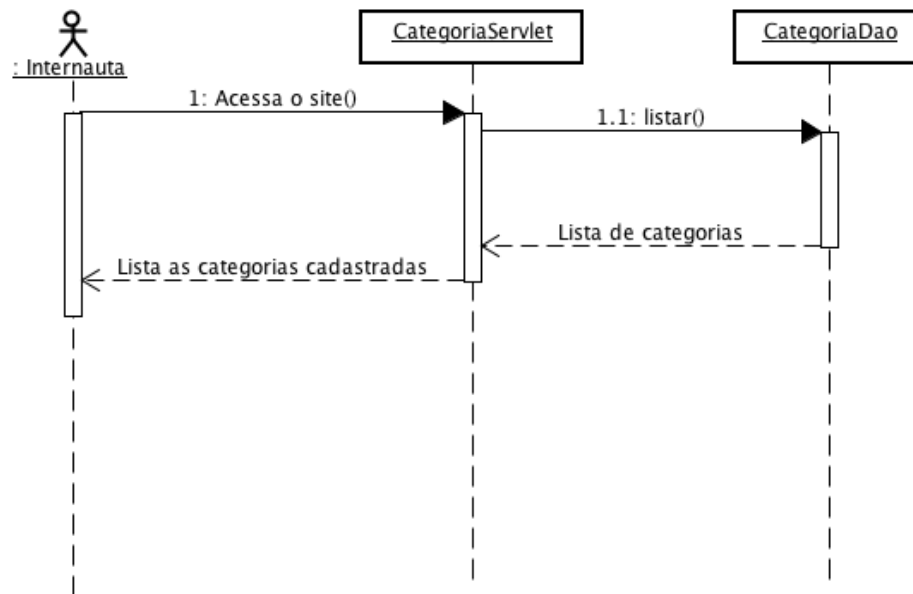 : Internauta
CategoriaServlet
CategoriaDao
1: Acessa o site()
1.1: listar()
Lista de categorias
Lista as categorias cadastradas